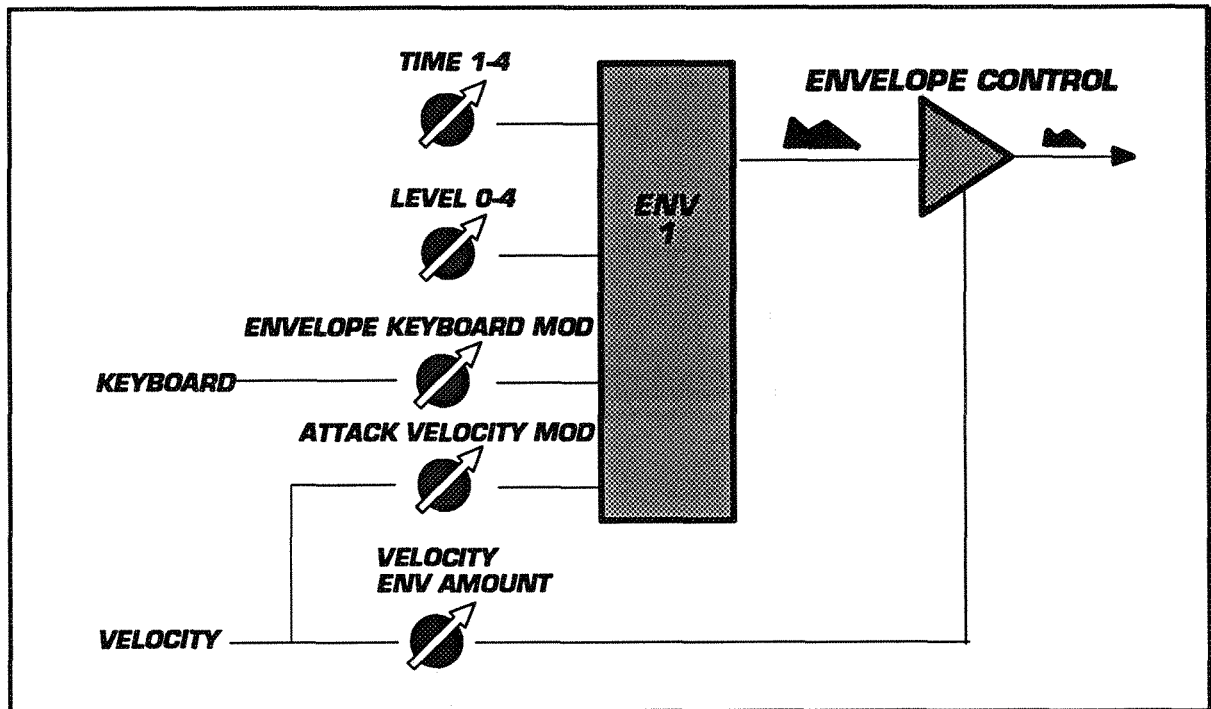 TIME 1-4
ENVELOPE CONTROL
LEVEL 0-4
ENV
1
ENVELOPE KEYBOARD MOD
KEYBOARD
ATTACK VELOCITY MOD
VELOCITY
ENV AMOUNT
VELOCITY